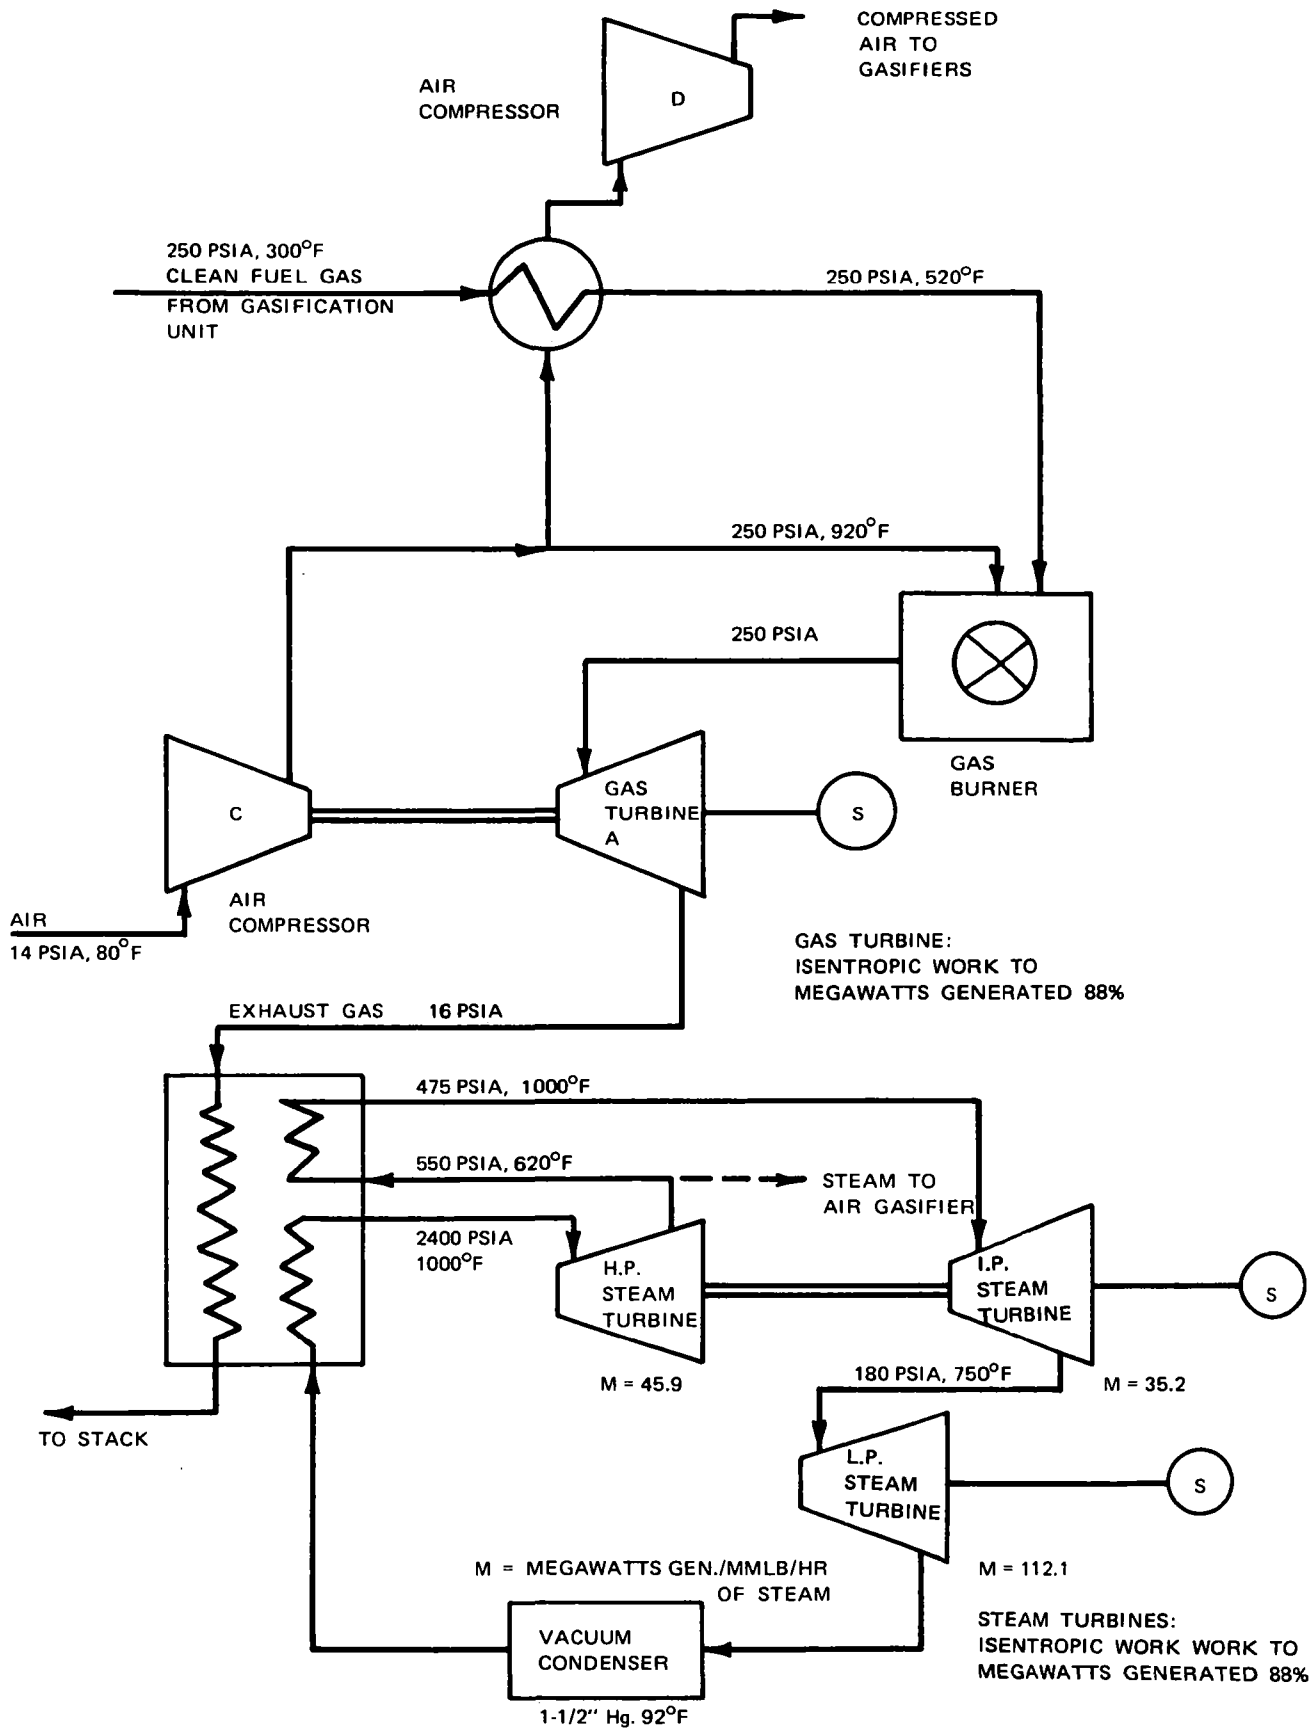 COMPRESSED
AIR TO
GASIFIERS
AIR
COMPRESSOR
D
250 PSIA, 300°F
CLEAN FUEL GAS
FROM GASIFICATION
UNIT
250 PSIA, 520°F
250 PSIA, 920°F
250 PSIA
GAS
BURNER
C
GAS
TURBINE
A
S
AIR
COMPRESSOR
AIR
14 PSIA, 80°F
GAS TURBINE:
ISENTROPIC WORK TO
MEGAWATTS GENERATED 88%
EXHAUST GAS 16 PSIA
475 PSIA, 1000°F
550 PSIA, 620°F
STEAM TO
AIR GASIFIER
2400 PSIA
1000°F
H.P.
STEAM
TURBINE
I.P.
STEAM
TURBINE
S
M = 45.9
180 PSIA, 750°F
M = 35.2
TO STACK
L.P.
STEAM
TURBINE
S
M = MEGAWATTS GEN./MMLB/HR
OF STEAM
M = 112.1
VACUUM
CONDENSER
1-1/2" Hg. 92°F
STEAM TURBINES:
ISENTROPIC WORK WORK TO
MEGAWATTS GENERATED 88%